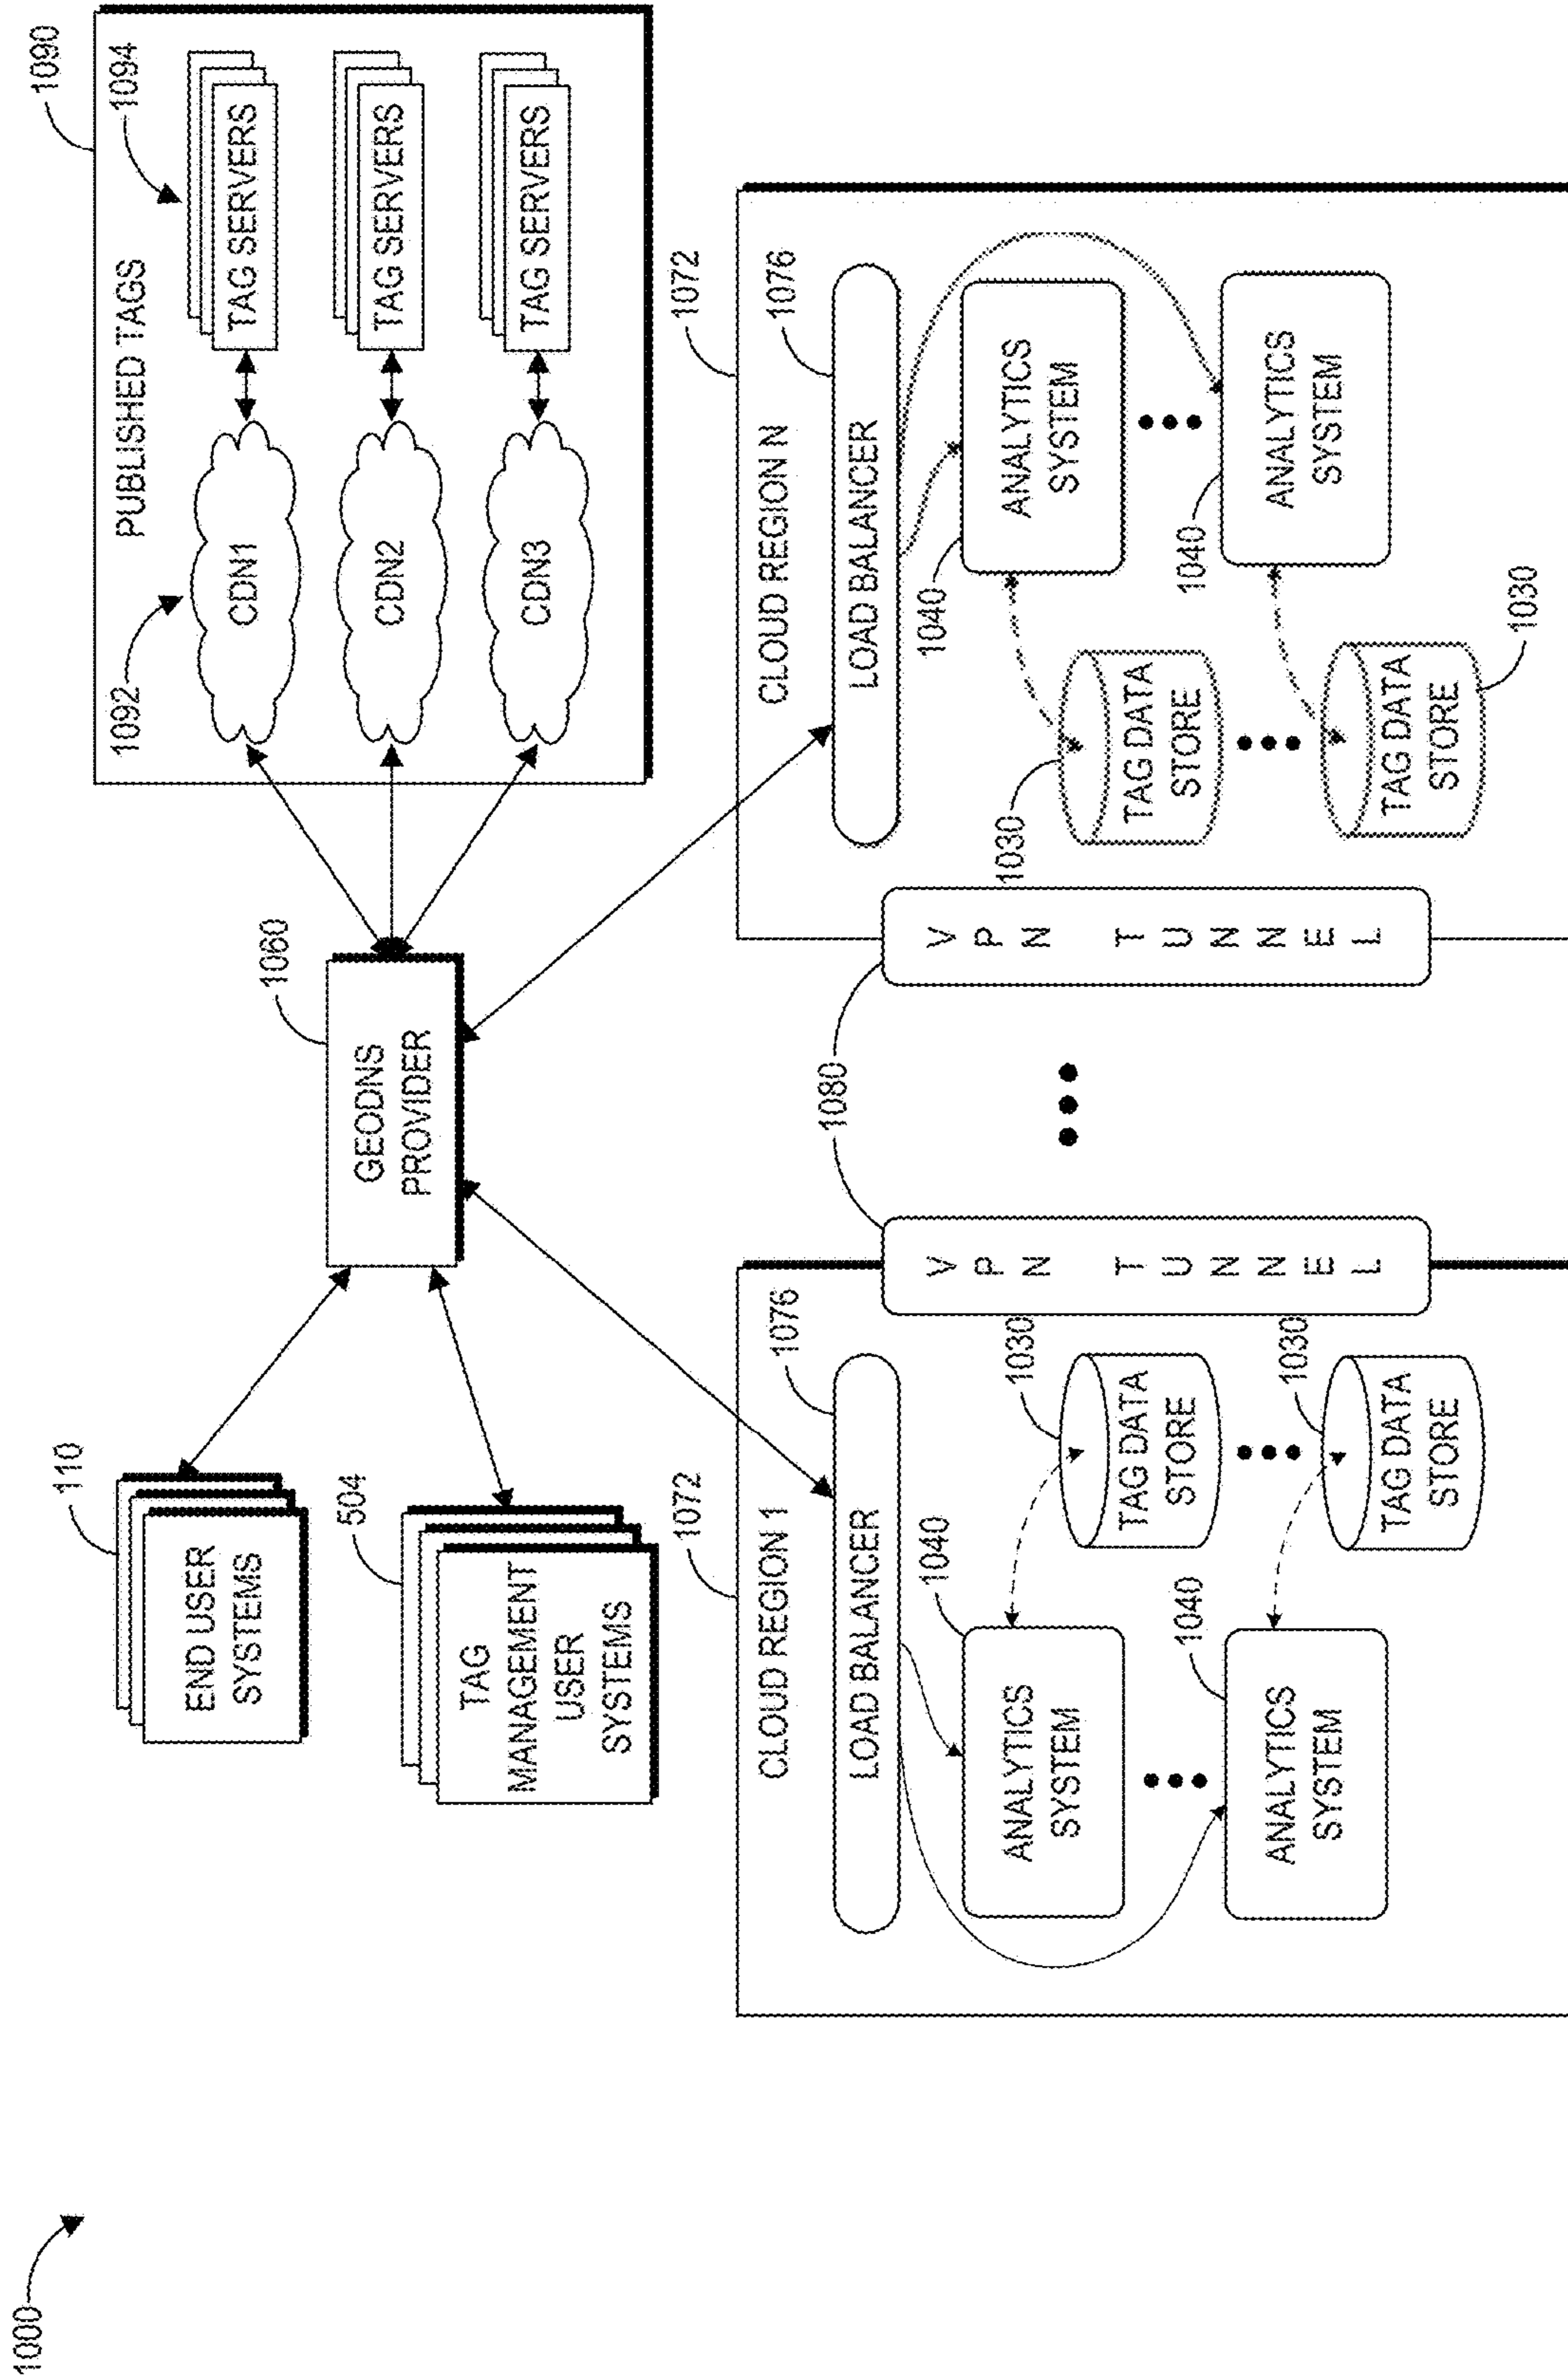 1000
110
END USER
SYSTEMS
504
TAG
MANAGEMENT
USER
SYSTEMS
1060
GEODNS
PROVIDER
1090
PUBLISHED TAGS
1092
1094
CDN1
TAG SERVERS
CDN2
TAG SERVERS
CDN3
TAG SERVERS
1072
CLOUD REGION 1
1076
LOAD BALANCER
1040
ANALYTICS
SYSTEM
1030
TAG DATA
STORE
1040
ANALYTICS
SYSTEM
1030
TAG DATA
STORE
VPN TUNNEL
1080
VPN TUNNEL
1072
CLOUD REGION N
1076
LOAD BALANCER
1030
TAG DATA
STORE
1040
ANALYTICS
SYSTEM
1030
TAG DATA
STORE
1040
ANALYTICS
SYSTEM